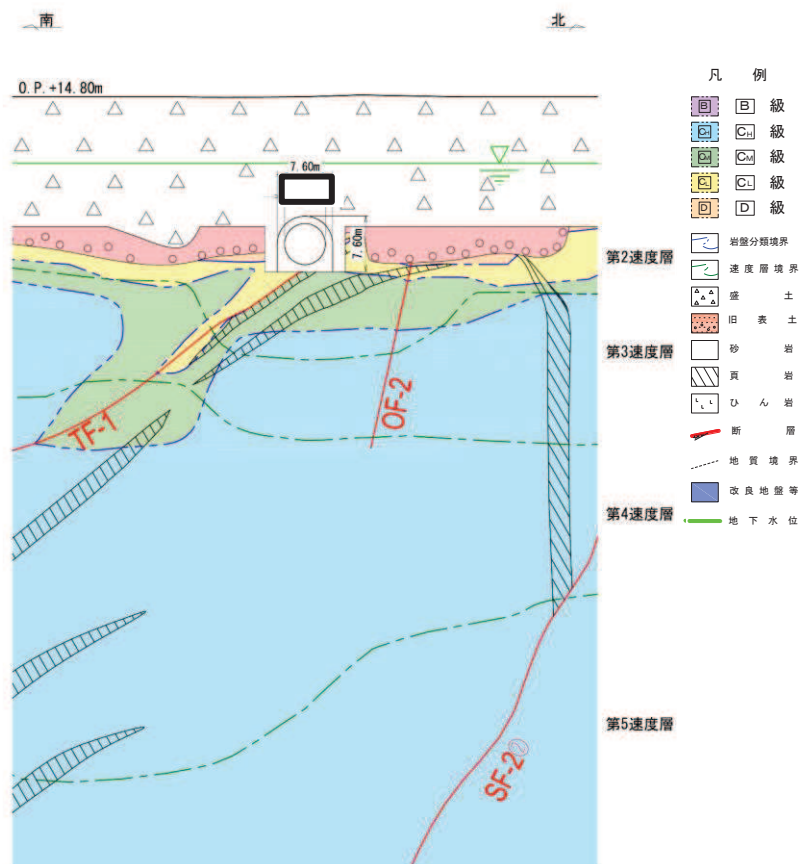 南
北
O.P.+14.80m
7.60m
7.60m
TF-1
OF-2
SF-2②
第2速度層
第3速度層
第4速度層
第5速度層
凡 例
B B 級
CH CH 級
CM CM 級
CL CL 級
D D 級
岩盤分類境界
速度層境界
盛 土
旧表土
砂 岩
頁 岩
ひん岩
断 層
地質境界
改良地盤等
地下水位